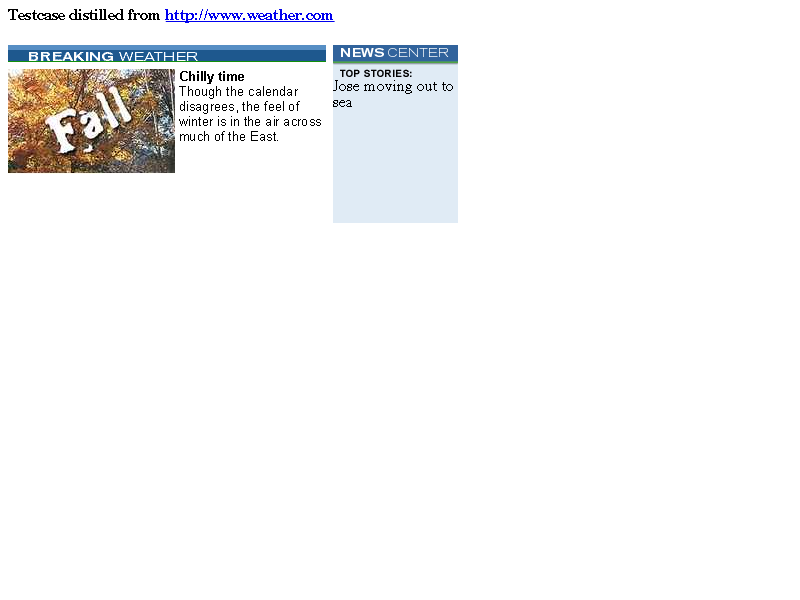 Testcase distilled from http://www.weather.com
BREAKING WEATHER
Fall
Chilly time
Though the calendar
disagrees, the feel of
winter is in the air across
much of the East.
NEWS CENTER
TOP STORIES:
Jose moving out to
sea